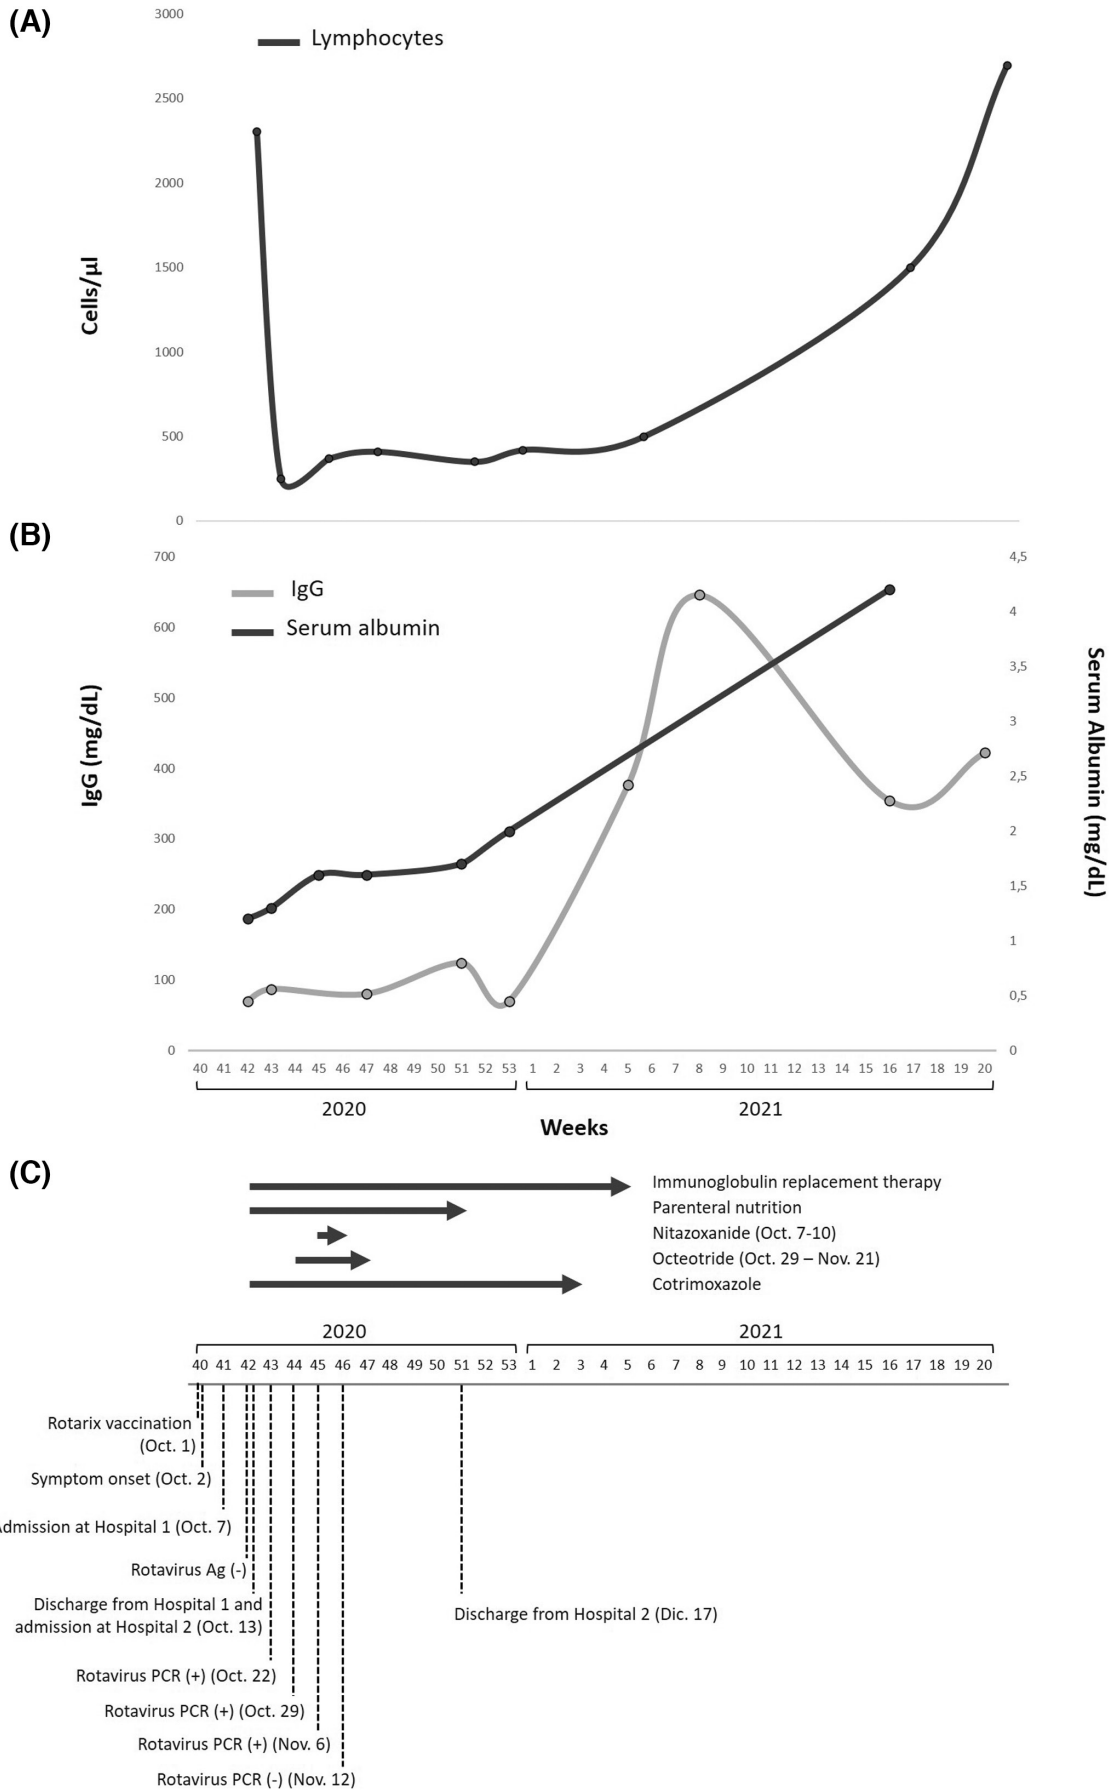 (A)
3000
Lymphocytes
2500
2000
1500
1000
500
0
Cells/µl
(B)
700
600
500
400
300
200
100
0
IgG (mg/dL)
IgG
Serum albumin
4,5
4
3,5
3
2,5
2
1,5
1
0,5
0
Serum Albumin (mg/dL)
40 41 42 43 44 45 46 47 48 49 50 51 52 53 1 2 3 4 5 6 7 8 9 10 11 12 13 14 15 16 17 18 19 20
2020 2021
Weeks
(C)
Immunoglobulin replacement therapy
Parenteral nutrition
Nitazoxanide (Oct. 7-10)
Octeotride (Oct. 29 – Nov. 21)
Cotrimoxazole
2020 2021
40 41 42 43 44 45 46 47 48 49 50 51 52 53 1 2 3 4 5 6 7 8 9 10 11 12 13 14 15 16 17 18 19 20
Rotarix vaccination
(Oct. 1)
Symptom onset (Oct. 2)
Admission at Hospital 1 (Oct. 7)
Rotavirus Ag (-)
Discharge from Hospital 1 and
admission at Hospital 2 (Oct. 13)
Discharge from Hospital 2 (Dic. 17)
Rotavirus PCR (+) (Oct. 22)
Rotavirus PCR (+) (Oct. 29)
Rotavirus PCR (+) (Nov. 6)
Rotavirus PCR (-) (Nov. 12)